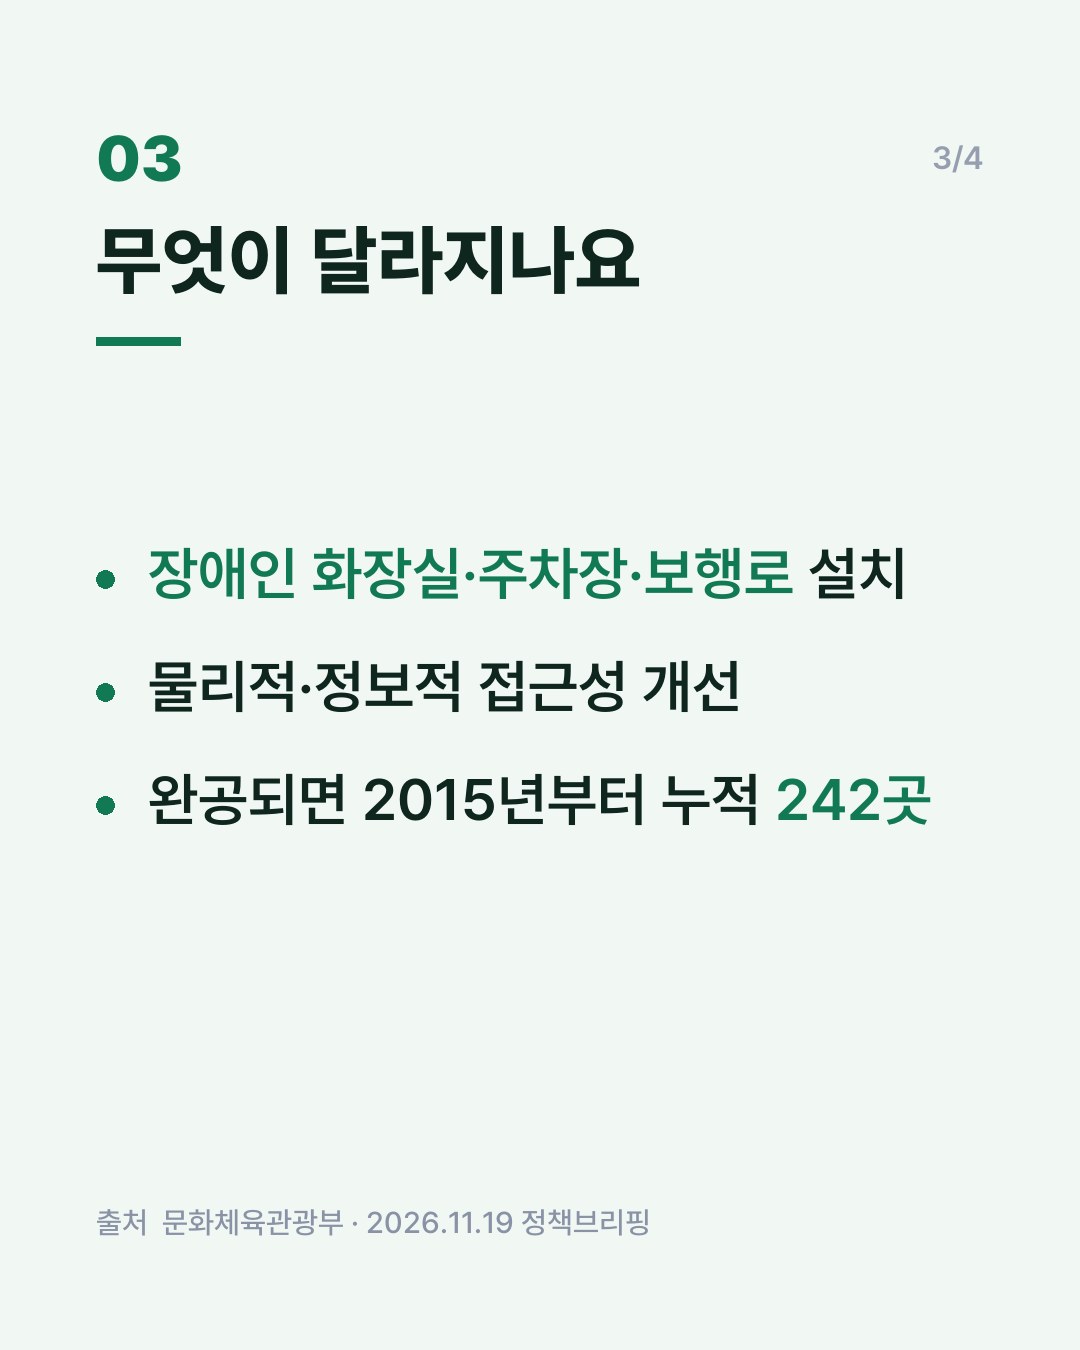 03
3/4
무엇이 달라지나요
장애인 화장실·주차장·보행로 설치
물리적·정보적 접근성 개선
완공되면 2015년부터 누적 242곳
출처 문화체육관광부 · 2026.11.19 정책브리핑